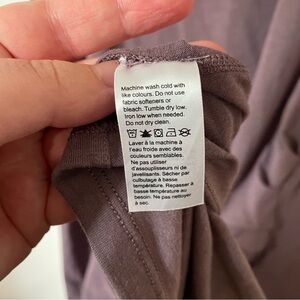 Machine wash cold with
like colours. Do not use
fabric softeners or
bleach. Tumble dry low.
Iron low when needed.
Do not dry clean.
Laver à la machine à
l'eau froide avec des
couleurs semblables.
Ne pas utiliser
d'assouplisseurs ni de
javellisants. Sécher par
culbutage à basse
température. Repasser à
basse température au
besoin. Ne pas nettoyer
à sec.